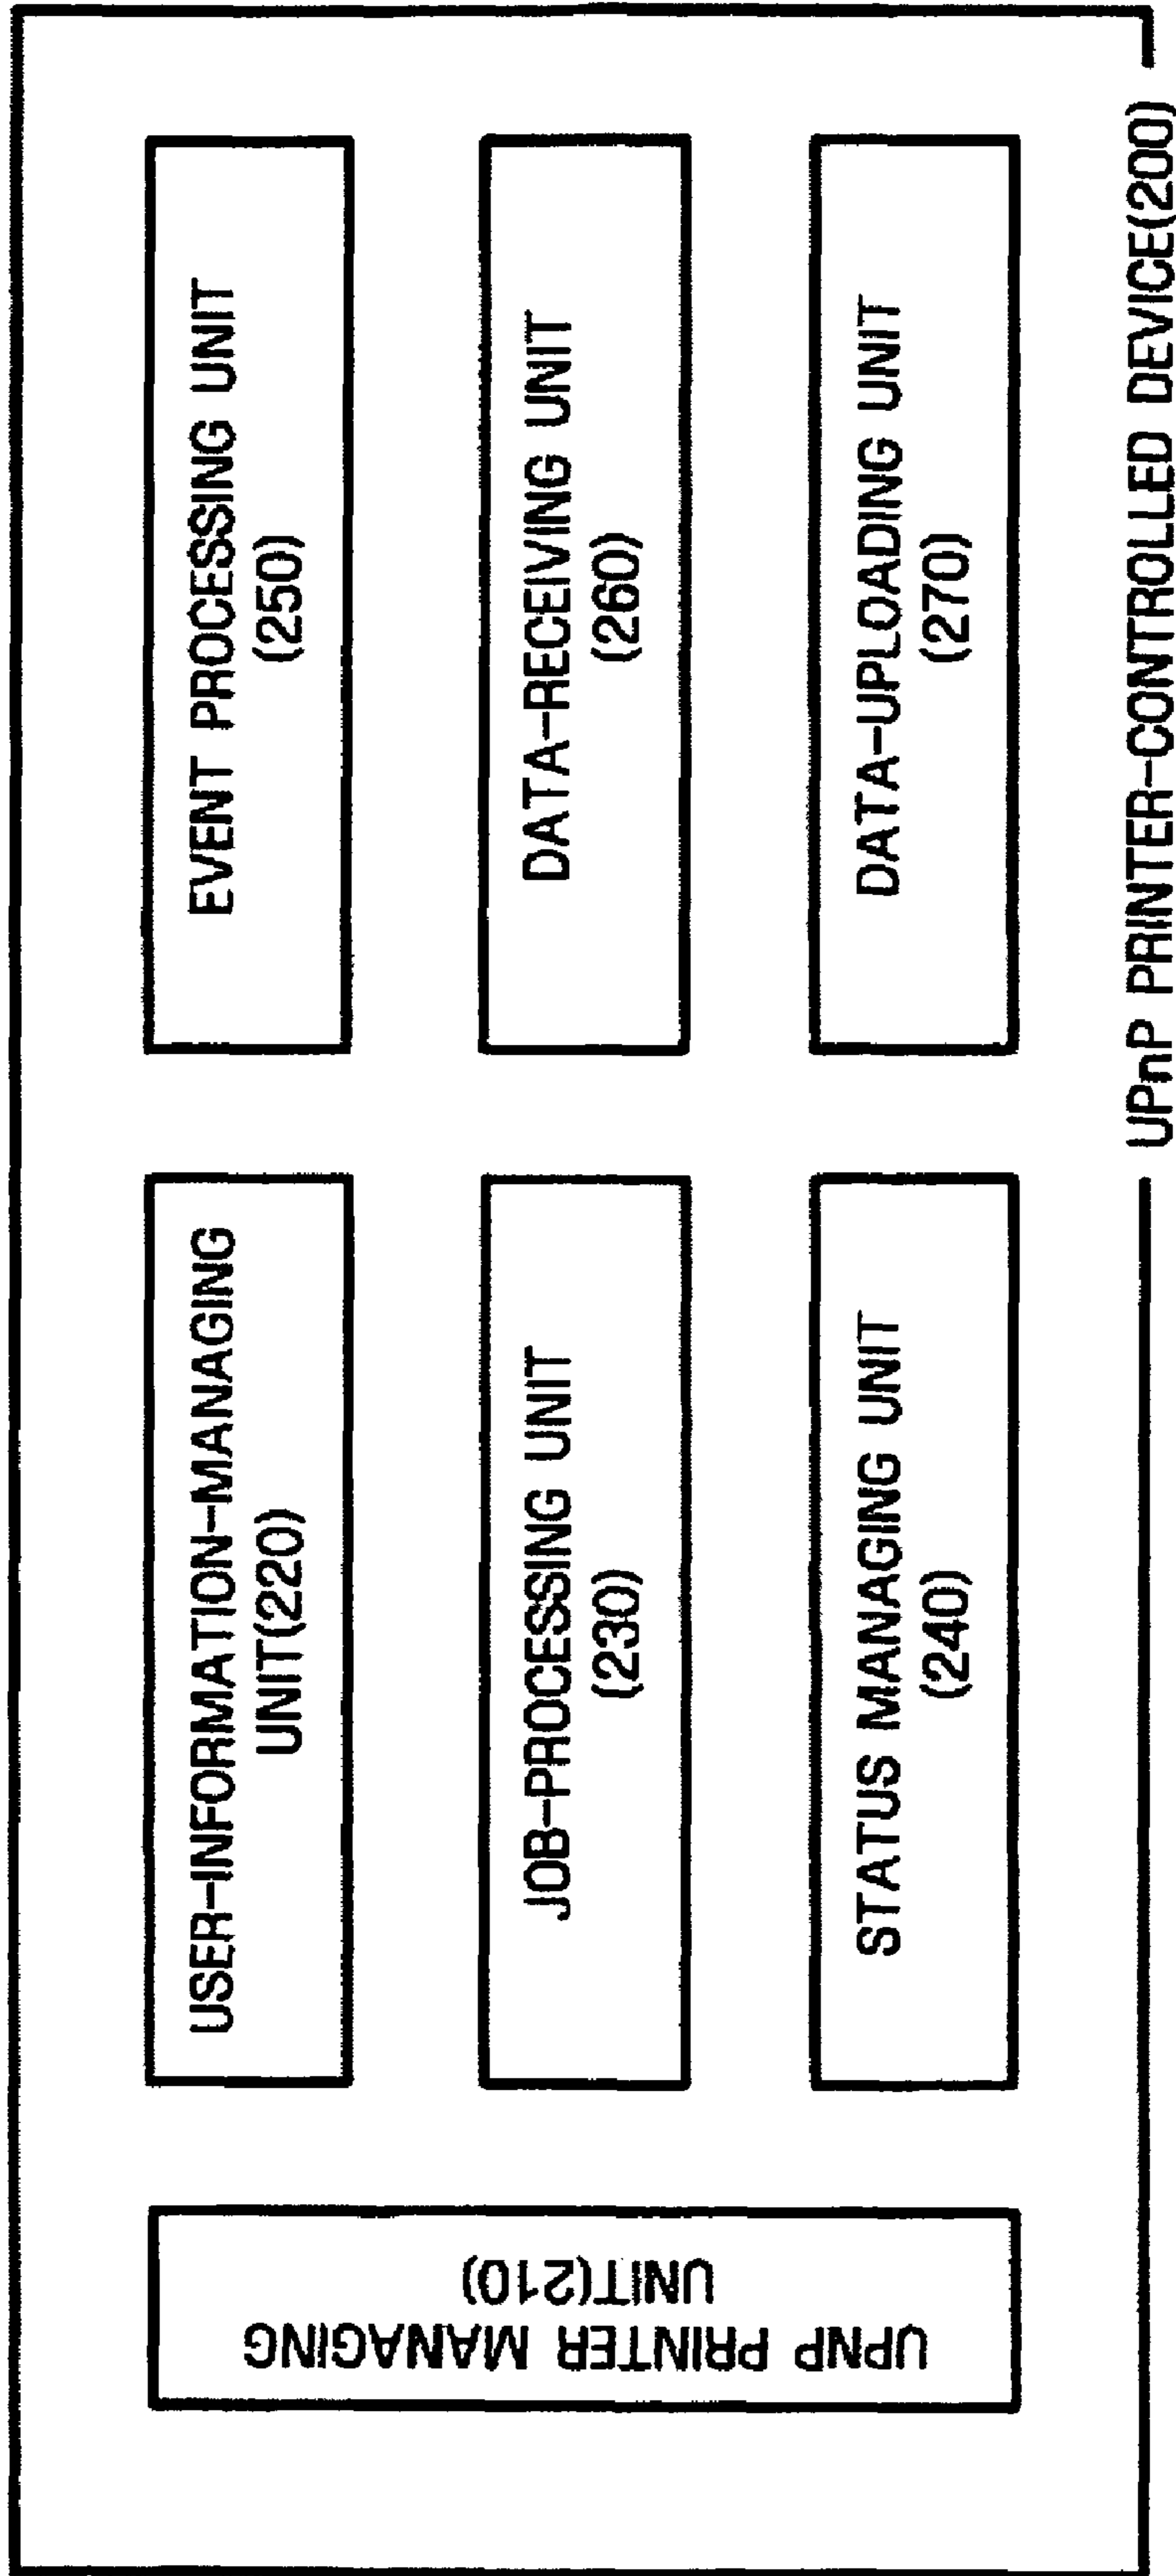 UPNP PRINTER MANAGING
UNIT(210)
USER-INFORMATION-MANAGING
UNIT(220)
JOB-PROCESSING UNIT
(230)
STATUS MANAGING UNIT
(240)
EVENT PROCESSING UNIT
(250)
DATA-RECEIVING UNIT
(260)
DATA-UPLOADING UNIT
(270)
UPnP PRINTER-CONTROLLED DEVICE(200)